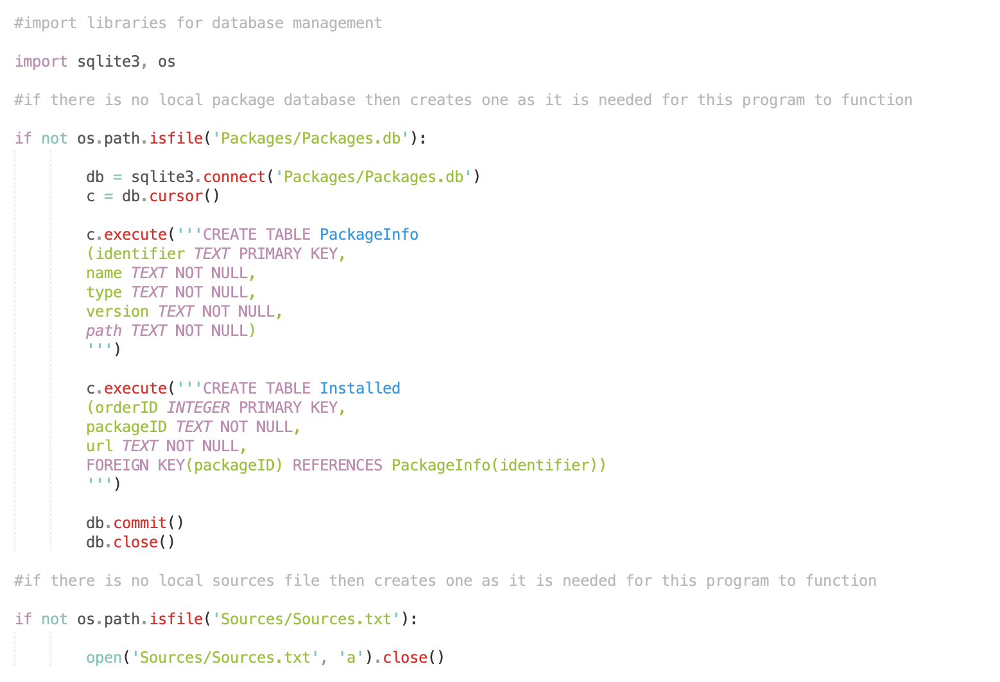 #import libraries for database management
import sqlite3, os
#if there is no local package database then creates one as it is needed for this program to function
if not os.path.isfile('Packages/Packages.db'):
db = sqlite3.connect('Packages/Packages.db')
c = db.cursor()
c.execute('''CREATE TABLE PackageInfo
(identifier TEXT PRIMARY KEY,
name TEXT NOT NULL,
type TEXT NOT NULL,
version TEXT NOT NULL,
path TEXT NOT NULL)
''')
c.execute('''CREATE TABLE Installed
(orderID INTEGER PRIMARY KEY,
packageID TEXT NOT NULL,
url TEXT NOT NULL,
FOREIGN KEY(packageID) REFERENCES PackageInfo(identifier))
''')
db.commit()
db.close()
#if there is no local sources file then creates one as it is needed for this program to function
if not os.path.isfile('Sources/Sources.txt'):
open('Sources/Sources.txt', 'a').close()